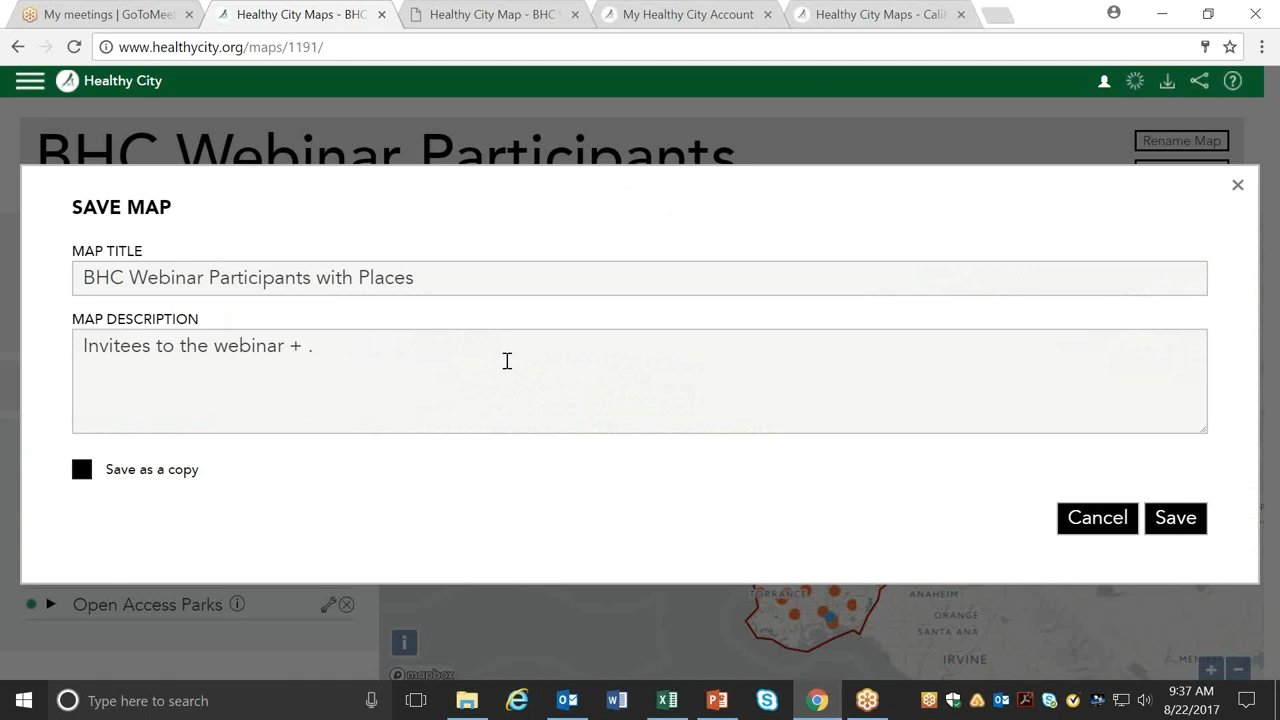 My meetings | GoToMeet
Healthy City Maps - BHC
Healthy City Map - BHC
My Healthy City Account
Healthy City Maps - Cali
www.healthycity.org/maps/1191/
Healthy City
BHC Webinar Participants
Rename Map
SAVE MAP
MAP TITLE
BHC Webinar Participants with Places
MAP DESCRIPTION
Invitees to the webinar + .
Save as a copy
Cancel
Save
Open Access Parks
TORRANCE
ANAHEIM
ORANGE
SANTA ANA
IRVINE
mapbox
Type here to search
9:37 AM
8/22/2017